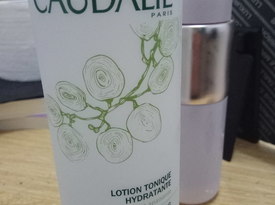 CAUDALIE
PARIS
LOTION TONIQUE
HYDRATANTE